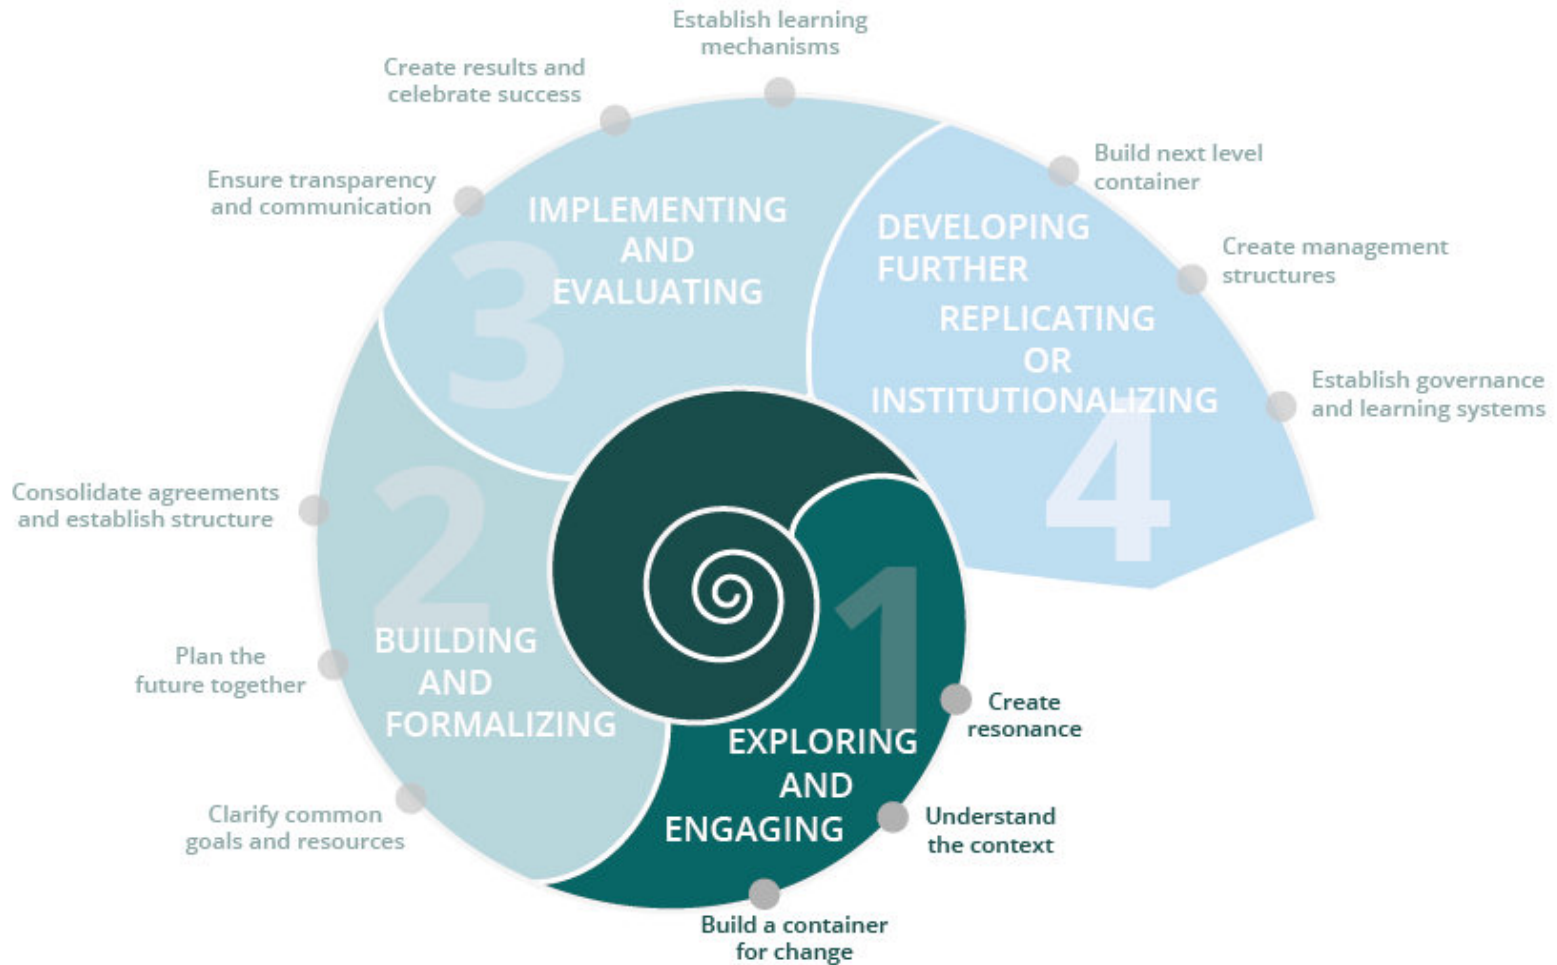 Establish learning
mechanisms
Create results and
celebrate success
Ensure transparency
and communication
Build next level
container
Create management
structures
Establish governance
and learning systems
3
IMPLEMENTING
AND
EVALUATING
DEVELOPING
FURTHER
REPLICATING
OR
INSTITUTIONALIZING
4
Consolidate agreements
and establish structure
Plan the
future together
Clarify common
goals and resources
2
BUILDING
AND
FORMALIZING
1
EXPLORING
AND
ENGAGING
Create
resonance
Understand
the context
Build a container
for change